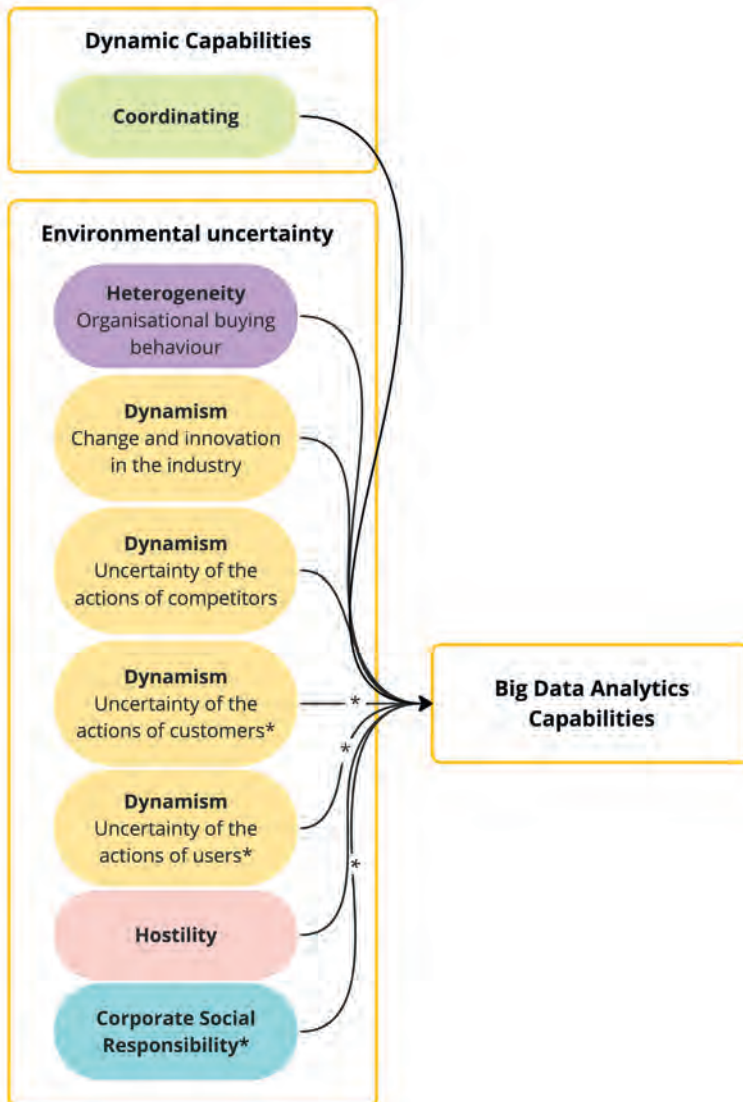 Dynamic Capabilities
Coordinating
Environmental uncertainty
Heterogeneity
Organisational buying
behaviour
Dynamism
Change and innovation
in the industry
Dynamism
Uncertainty of the
actions of competitors
Dynamism
Uncertainty of the
actions of customers*
*
Dynamism
Uncertainty of the
actions of users*
*
Hostility
Corporate Social
Responsibility*
*
Big Data Analytics
Capabilities